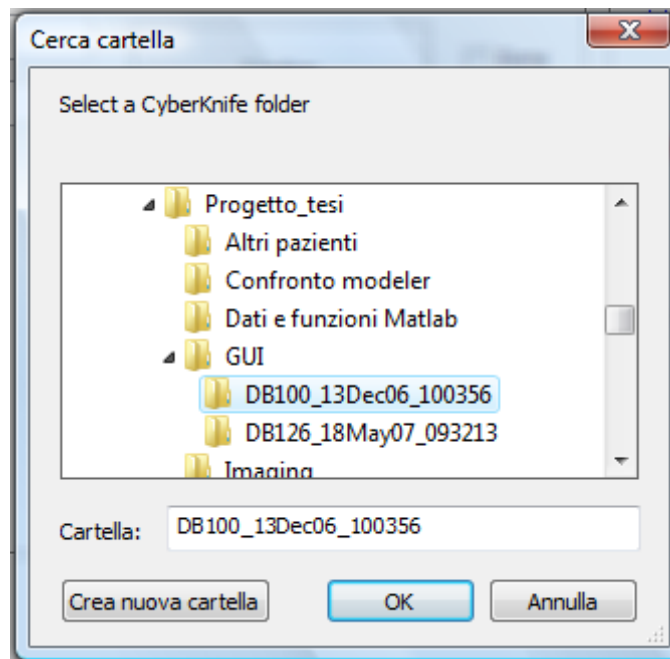 Cerca cartella
Select a CyberKnife folder
Progetto_tesi
Altri pazienti
Confronto modeler
Dati e funzioni Matlab
GUI
DB100_13Dec06_100356
DB126_18May07_093213
Imaging
Cartella: DB100_13Dec06_100356
Crea nuova cartella OK Annulla